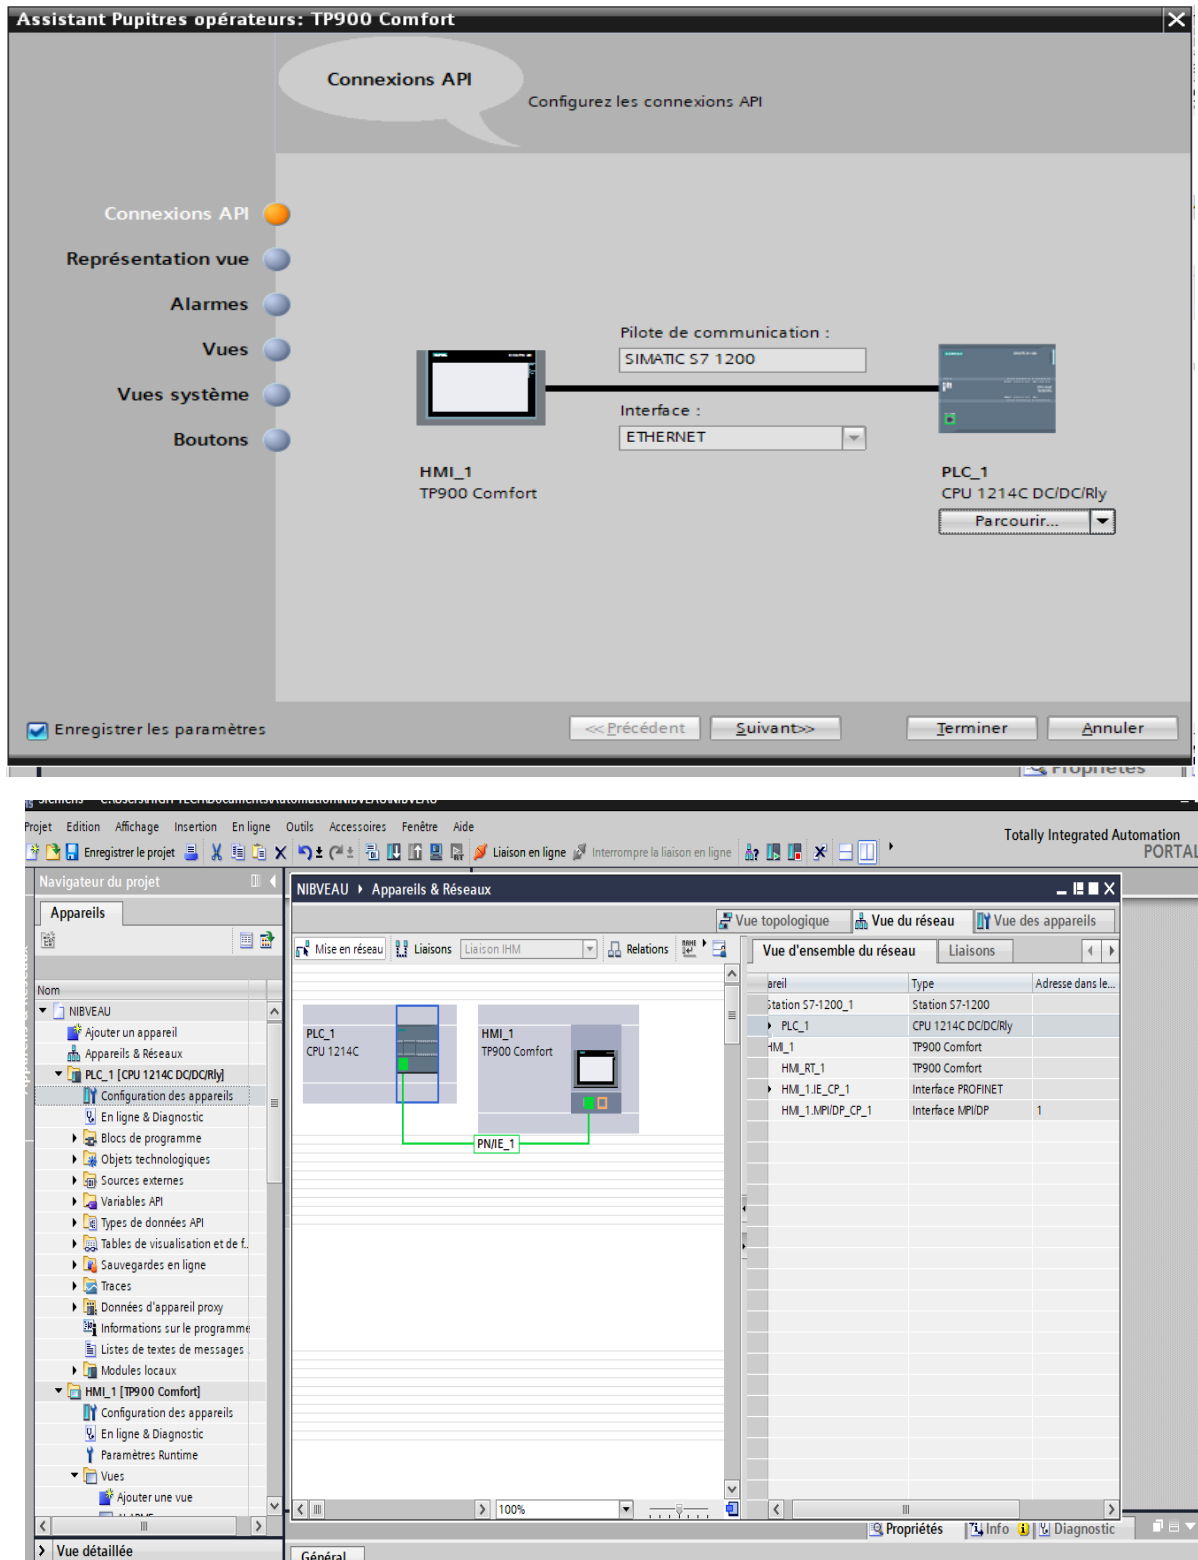 Assistant Pupitres opérateurs: TP900 Comfort
Connexions API
Configurez les connexions API
Connexions API
Représentation vue
Alarmes
Vues
Vues système
Boutons
Pilote de communication :
SIMATIC S7 1200
Interface :
ETHERNET
HMI_1
TP900 Comfort
PLC_1
CPU 1214C DC/DC/Rly
Parcourir...
Enregistrer les paramètres
<<Précédent
Suivant>>
Terminer
Annuler
Propriétés
Projet Edition Affichage Insertion En ligne Outils Accessoires Fenêtre Aide
Totally Integrated Automation
PORTAL
Enregistrer le projet
Liaison en ligne
Interrompre la liaison en ligne
Navigateur du projet
NIBVEAU Appareils & Réseaux
Appareils
Vue topologique
Vue du réseau
Vue des appareils
Mise en réseau
Liaisons
Liaison IHM
Relations
Vue d'ensemble du réseau
Liaisons
Nom
NIBVEAU
Ajouter un appareil
Appareils & Réseaux
PLC_1 [CPU 1214C DC/DC/Rly]
Configuration des appareils
En ligne & Diagnostic
Blocs de programme
Objets technologiques
Sources externes
Variables API
Types de données API
Tables de visualisation et de f..
Sauvegardes en ligne
Traces
Données d'appareil proxy
Informations sur le programme
Listes de textes de messages
Modules locaux
HMI_1 [TP900 Comfort]
Configuration des appareils
En ligne & Diagnostic
Paramètres Runtime
Vues
Ajouter une vue
Vue détaillée
PLC_1
CPU 1214C
HMI_1
TP900 Comfort
PN/IE_1
100%
areil Type Adresse dans le...
Station S7-1200_1 Station S7-1200
PLC_1 CPU 1214C DC/DC/Rly
HMI_1 TP900 Comfort
HMI_RT_1 TP900 Comfort
HMI_1.IE_CP_1 Interface PROFINET
HMI_1.MPI/DP_CP_1 Interface MPI/DP 1
Propriétés
Info
Diagnostic
Général